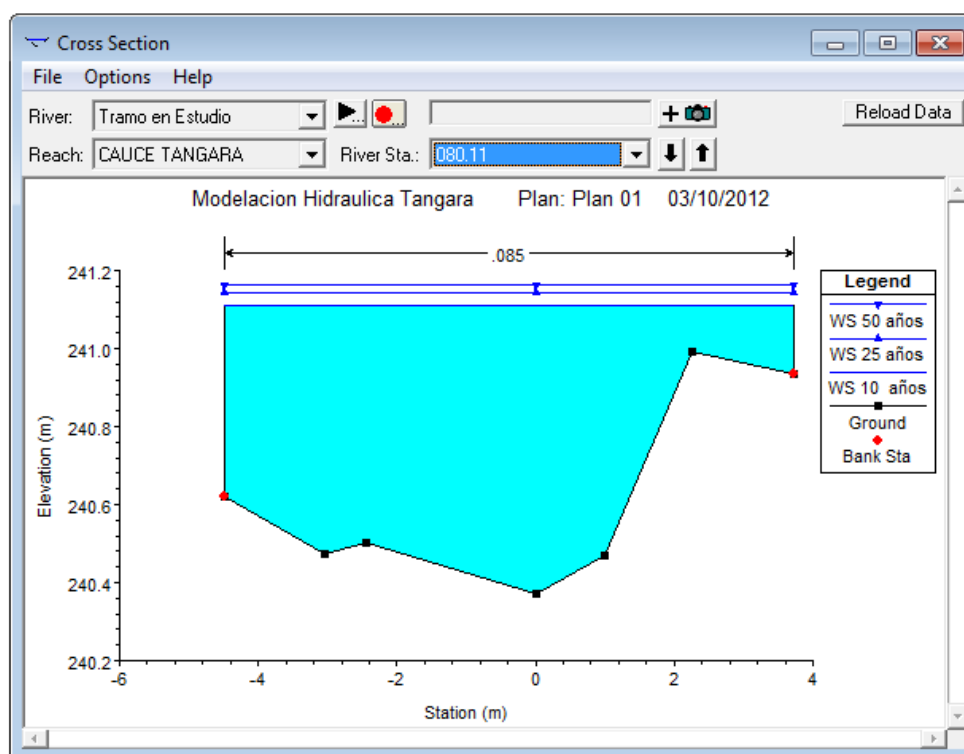 Cross Section
File Options Help
River: Tramo en Estudio Reload Data
Reach: CAUCE TANGARA River Sta.: 080.11
Modelacion Hidraulica Tangara Plan: Plan 01 03/10/2012
.085
241.2
241.0
240.8
240.6
240.4
240.2
Elevation (m)
-6 -4 -2 0 2 4
Station (m)
Legend
WS 50 años
WS 25 años
WS 10 años
Ground
Bank Sta